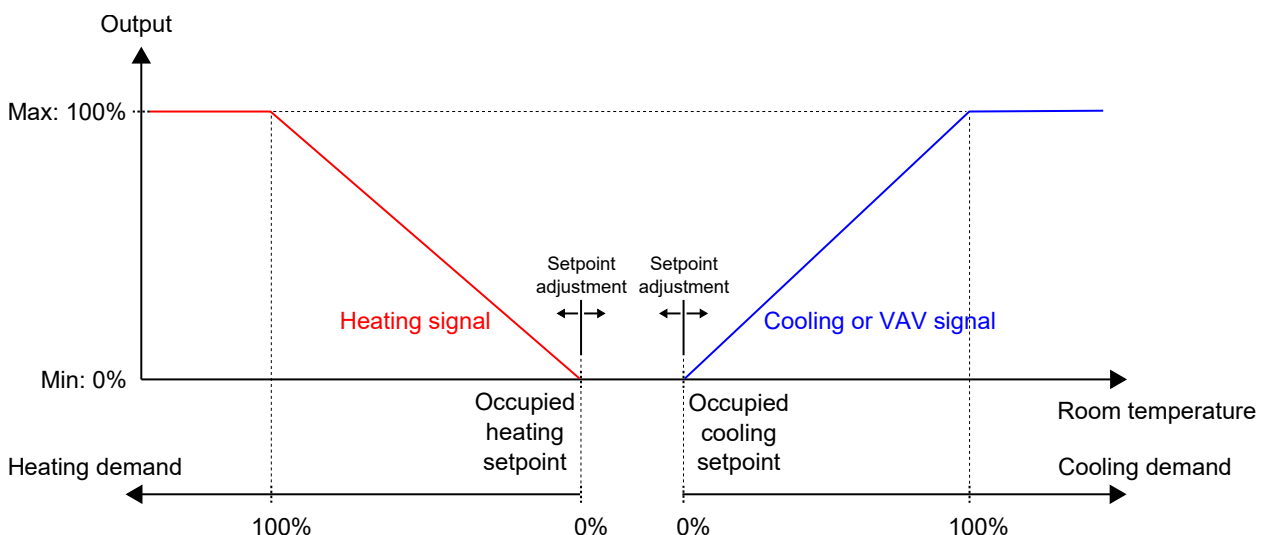 Output
Max: 100%
Setpoint
adjustment
Setpoint
adjustment
Heating signal
Cooling or VAV signal
Min: 0%
Occupied
heating
setpoint
Occupied
cooling
setpoint
Room temperature
Heating demand
Cooling demand
100%
0%
0%
100%